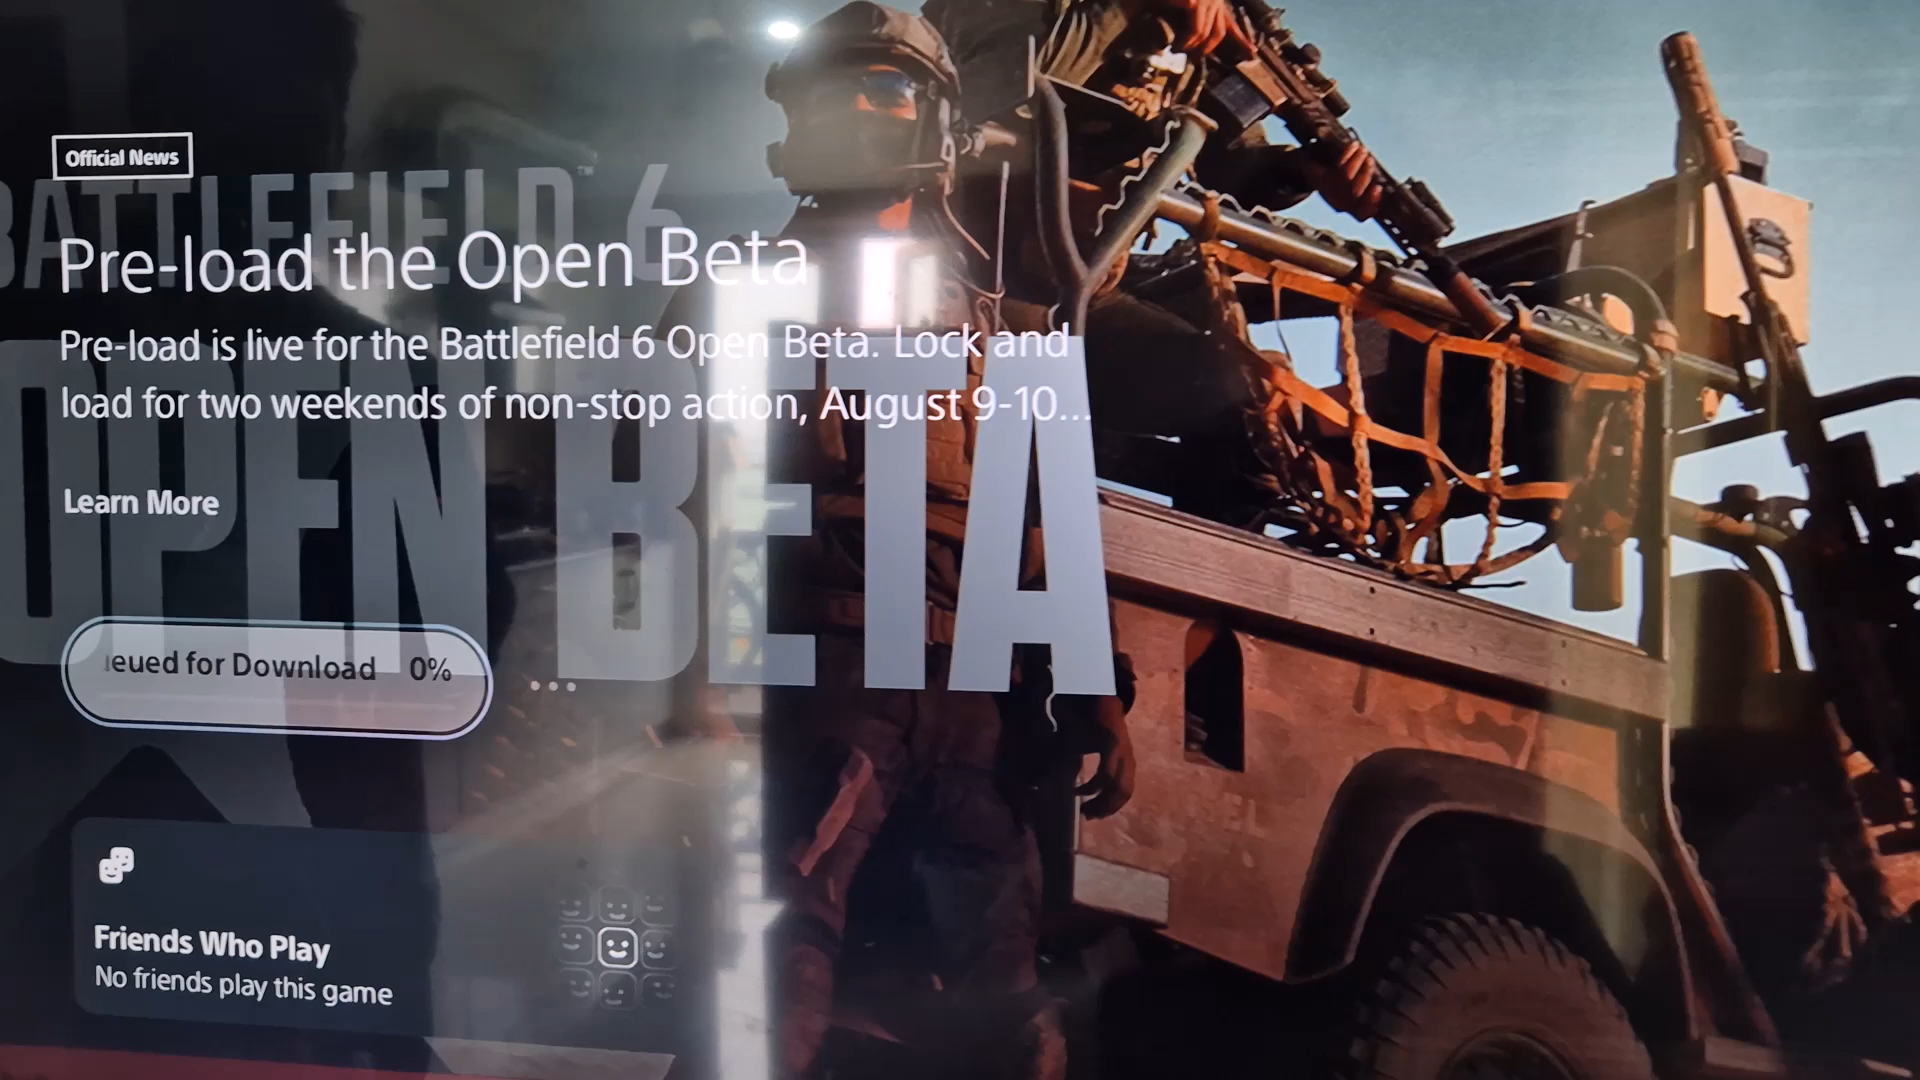 Official News
BATTLEFIELD 6
™
Pre-load the Open Beta
Pre-load is live for the Battlefield 6 Open Beta. Lock and
load for two weekends of non-stop action, August 9-10...
OPEN BETA
Learn More
ieued for Download 0%
...
Friends Who Play
No friends play this game